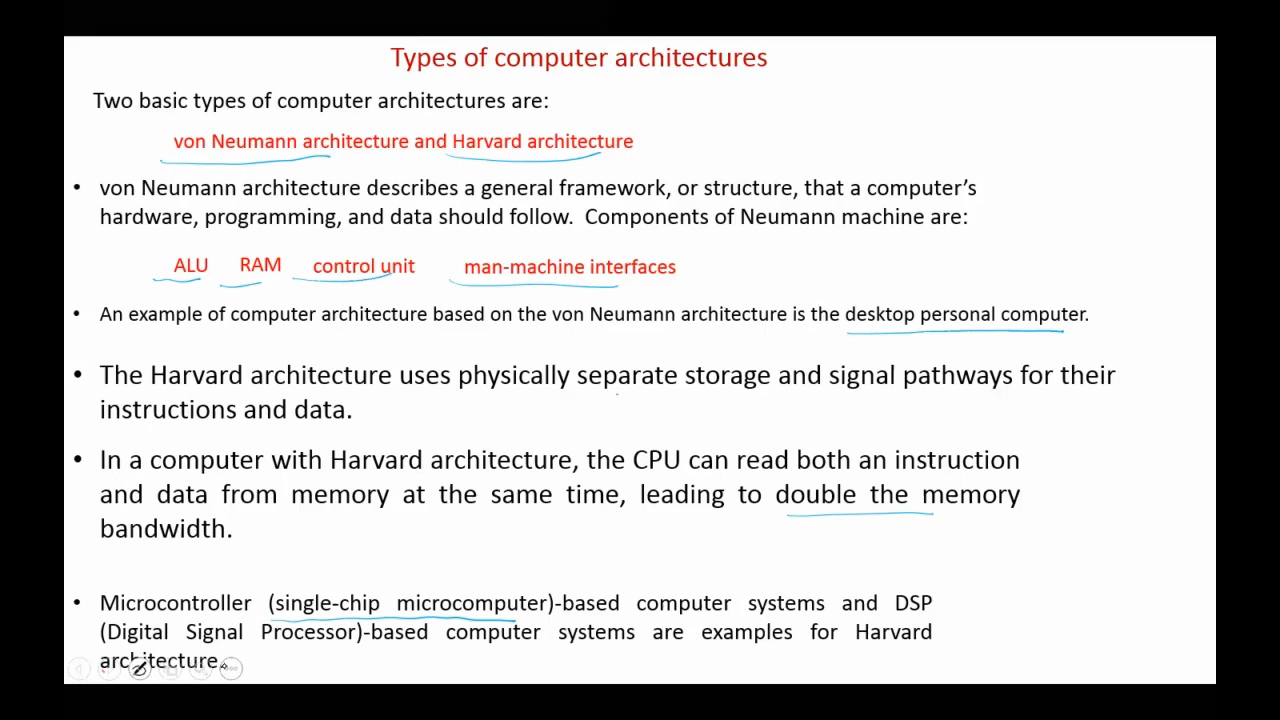 Types of computer architectures
Two basic types of computer architectures are:
von Neumann architecture and Harvard architecture
• von Neumann architecture describes a general framework, or structure, that a computer's
hardware, programming, and data should follow. Components of Neumann machine are:
ALU RAM control unit man-machine interfaces
• An example of computer architecture based on the von Neumann architecture is the desktop personal computer.
• The Harvard architecture uses physically separate storage and signal pathways for their
instructions and data.
• In a computer with Harvard architecture, the CPU can read both an instruction
and data from memory at the same time, leading to double the memory
bandwidth.
• Microcontroller (single-chip microcomputer)-based computer systems and DSP
(Digital Signal Processor)-based computer systems are examples for Harvard
architecture.